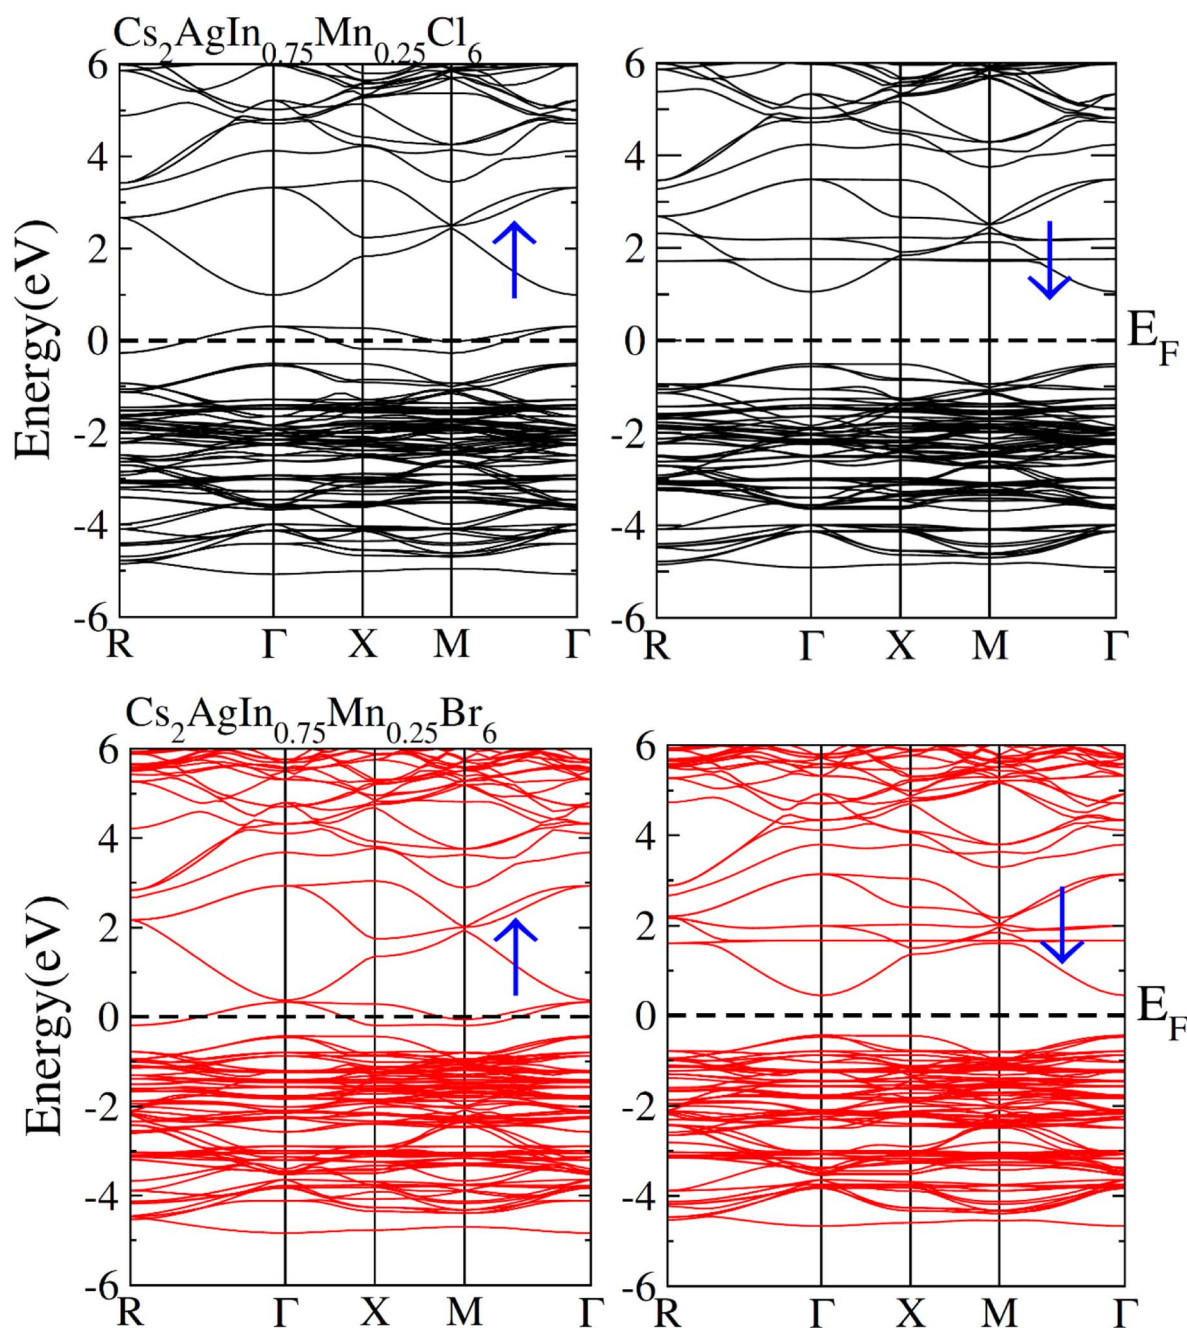 Cs2AgIn0.75Mn0.25Cl6
6
4
2
0
-2
-4
-6
Energy(eV)
R Γ X M Γ
6
4
2
0
-2
-4
-6
EF
R Γ X M Γ
Cs2AgIn0.75Mn0.25Br6
6
4
2
0
-2
-4
-6
Energy(eV)
R Γ X M Γ
6
4
2
0
-2
-4
-6
EF
R Γ X M Γ